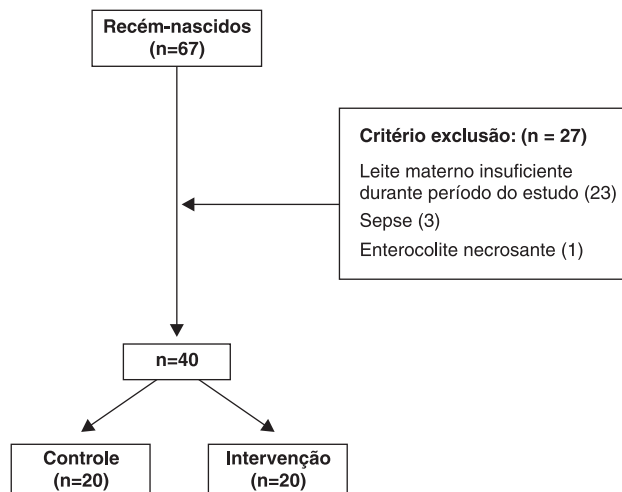 Recém-nascidos
(n=67)
Critério exclusão: (n = 27)
Leite materno insuficiente
durante período do estudo (23)
Sepse (3)
Enterocolite necrosante (1)
n=40
Controle
(n=20)
Intervenção
(n=20)